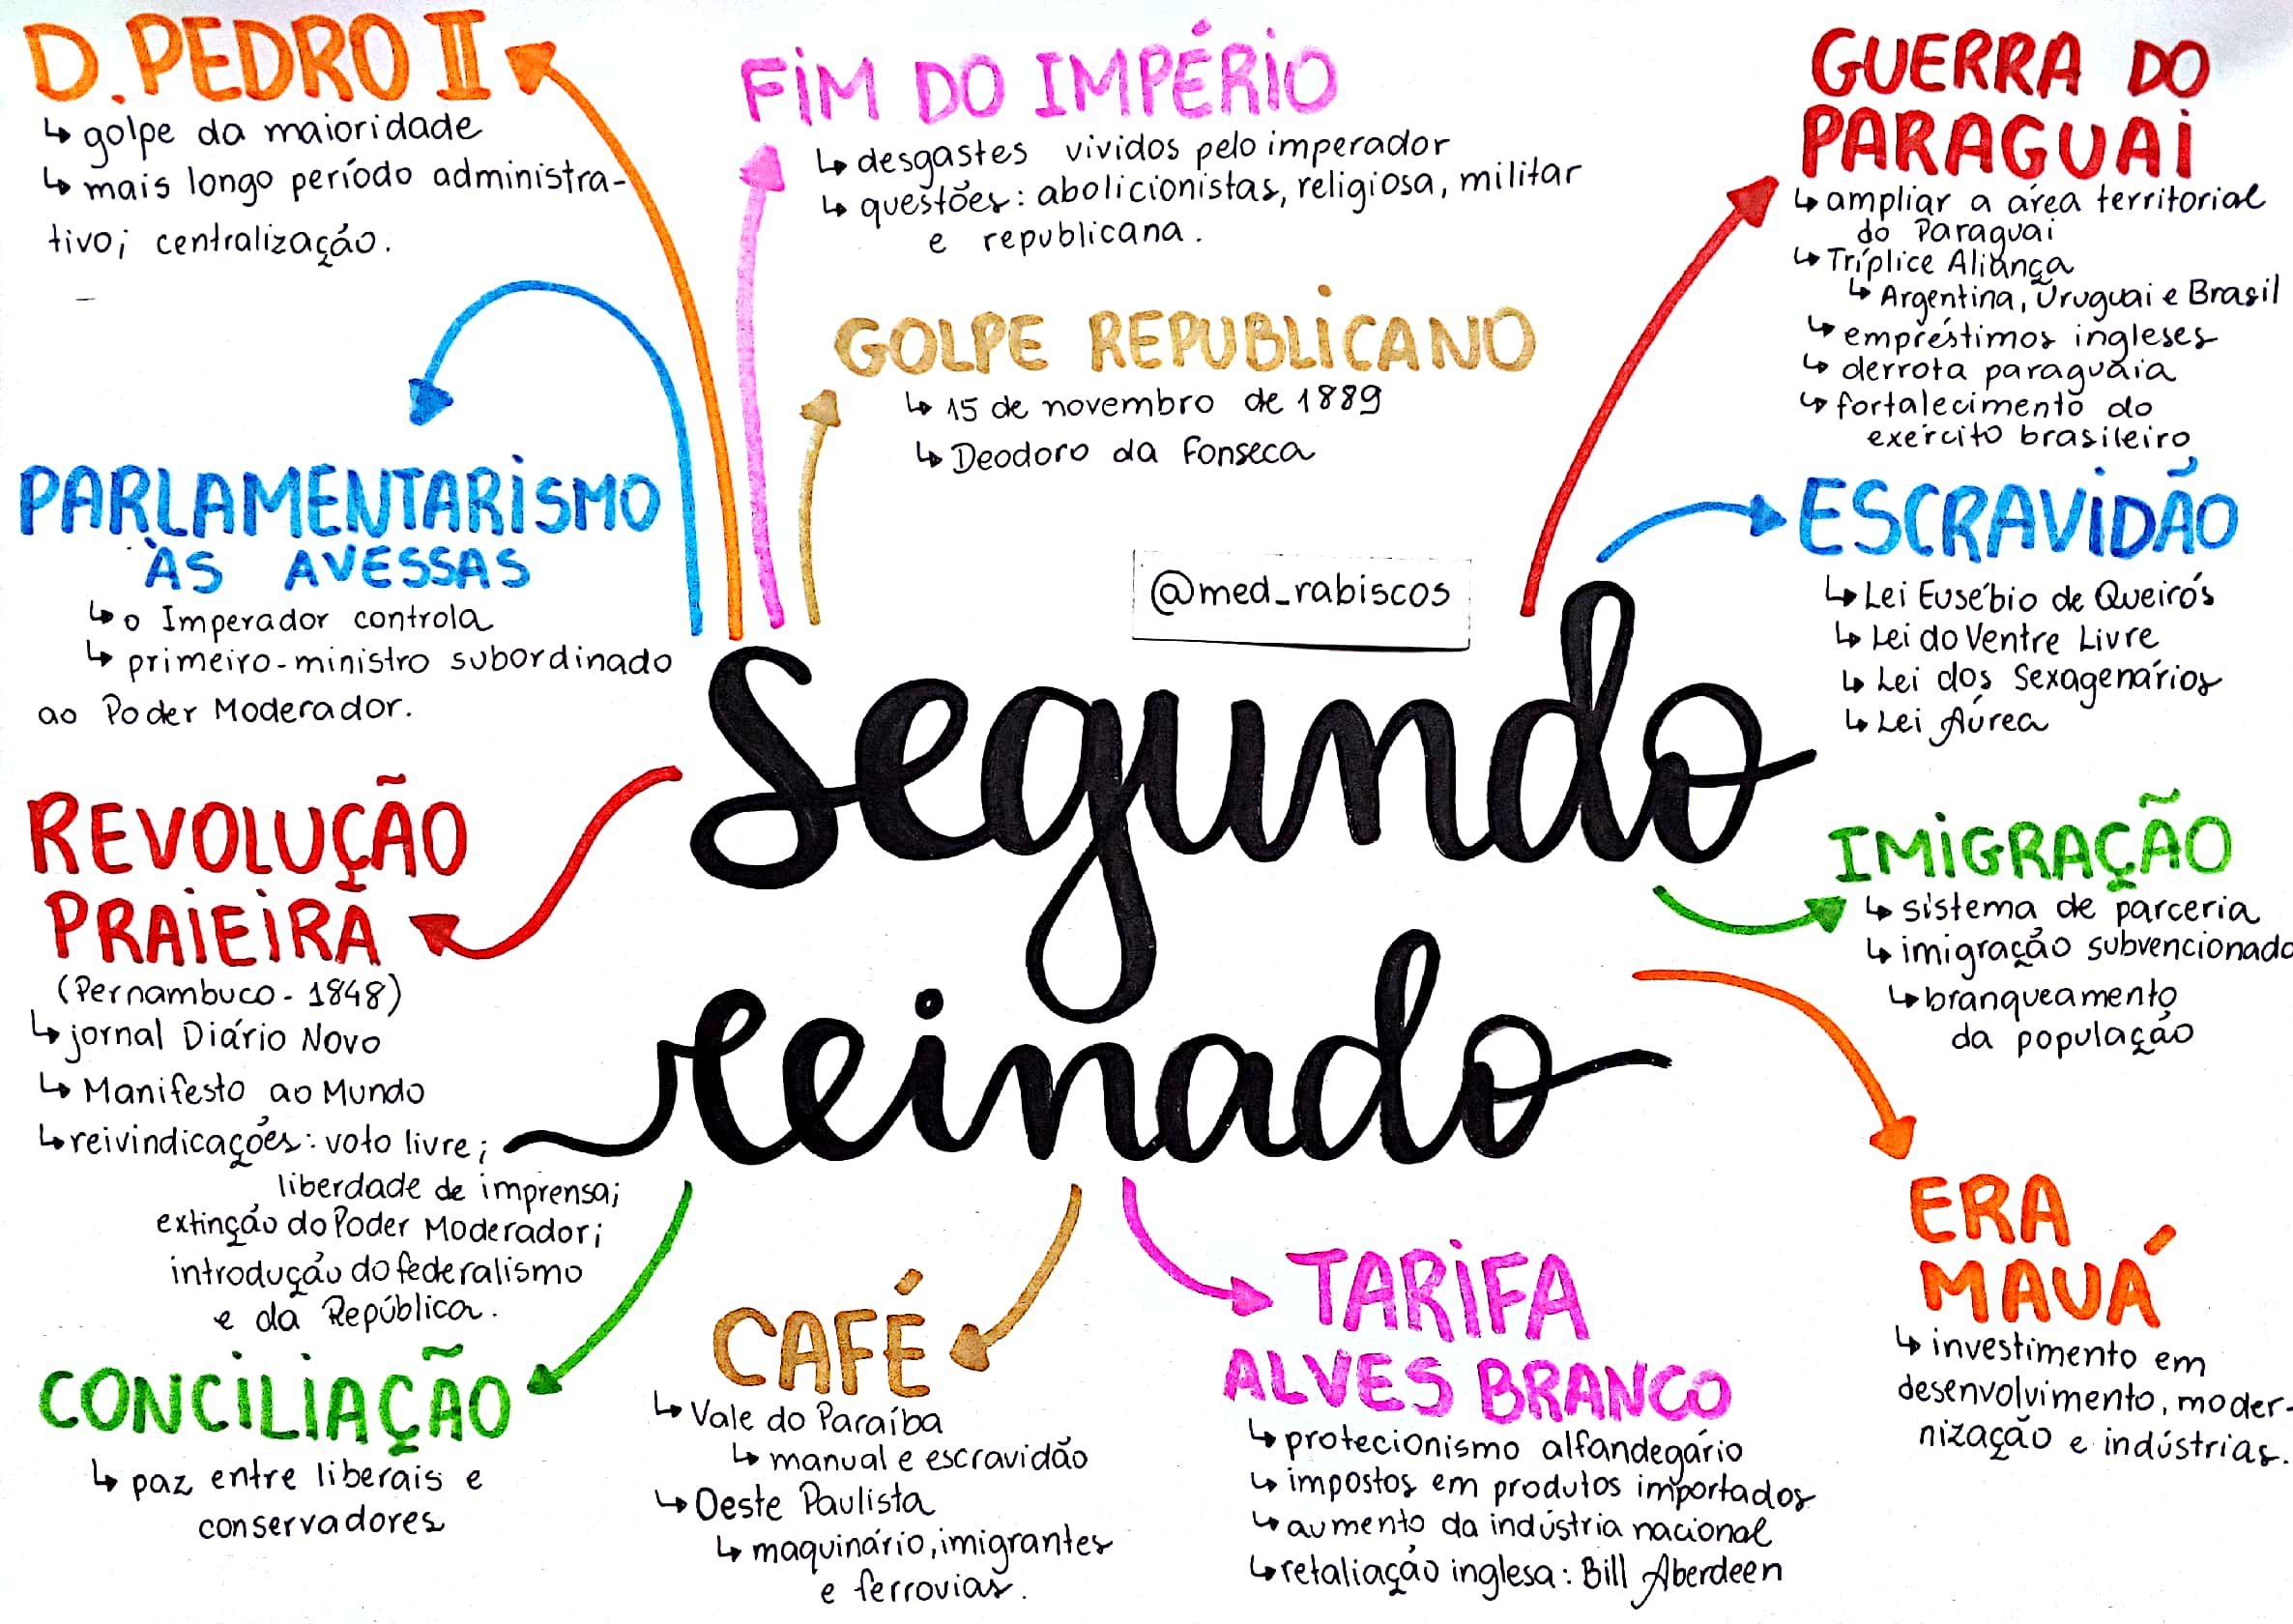 D. PEDRO II
↳ golpe da maioridade
↳ mais longo período administra-
tivo; centralização.
FIM DO IMPÉRIO
↳ desgastes vividos pelo imperador
↳ questões: abolicionistas, religiosa, militar
e republicana.
GOLPE REPUBLICANO
↳ 15 de novembro de 1889
↳ Deodoro da Fonseca
GUERRA DO
PARAGUAI
↳ ampliar a área territorial
do Paraguai
↳ Tríplice Aliança
↳ Argentina, Uruguai e Brasil
↳ empréstimos ingleses
↳ derrota paraguaia
↳ fortalecimento do
exército brasileiro
PARLAMENTARISMO
ÀS AVESSAS
↳ o Imperador controla
↳ primeiro-ministro subordinado
ao Poder Moderador.
@med_rabiscos
ESCRAVIDÃO
↳ Lei Eusébio de Queirós
↳ Lei do Ventre Livre
↳ Lei dos Sexagenários
↳ Lei Áurea
segundo
reinado
REVOLUÇÃO
PRAIEIRA
(Pernambuco - 1848)
↳ jornal Diário Novo
↳ Manifesto ao Mundo
↳ reivindicações: voto livre;
liberdade de imprensa;
extinção do Poder Moderador;
introdução do federalismo
e da República.
IMIGRAÇÃO
↳ sistema de parceria
↳ imigração subvencionada
↳ branqueamento
da população
ERA
MAUÁ
↳ investimento em
desenvolvimento, moder-
nização e indústrias.
CONCILIAÇÃO
↳ paz entre liberais e
conservadores
CAFÉ
↳ Vale do Paraíba
↳ manual e escravidão
↳ Oeste Paulista
↳ maquinário, imigrantes
e ferrovias.
TARIFA
ALVES BRANCO
↳ protecionismo alfandegário
↳ impostos em produtos importados
↳ aumento da indústria nacional
↳ retaliação inglesa: Bill Aberdeen